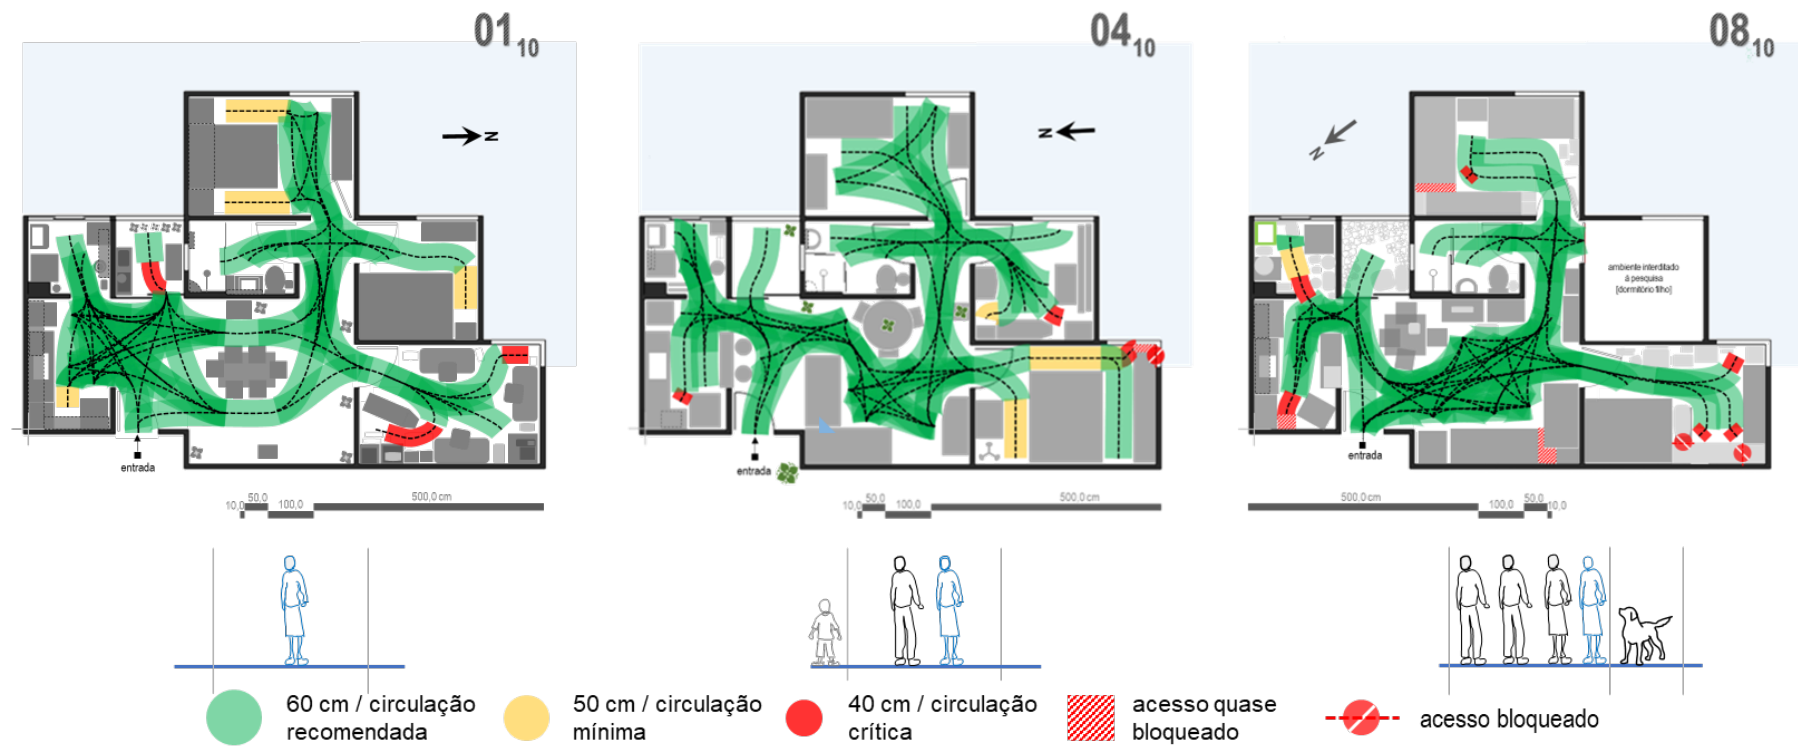 01 10
04 10
08 10
N
N
N
ambiente interditado
à pesquisa
[dormitório filho]
entrada
entrada
entrada
10,0 50,0 100,0 500,0 cm
10,0 50,0 100,0 500,0 cm
500,0 cm 100,0 50,0 10,0
60 cm / circulação
recomendada
50 cm / circulação
mínima
40 cm / circulação
crítica
acesso quase
bloqueado
acesso bloqueado